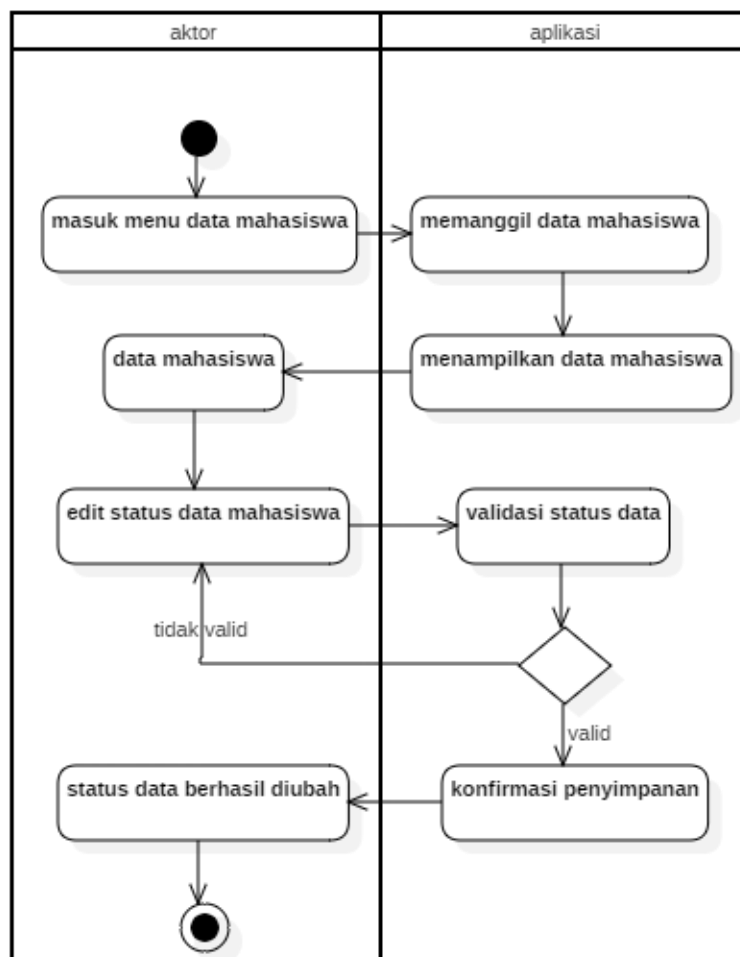 aktor
aplikasi
masuk menu data mahasiswa
memanggil data mahasiswa
data mahasiswa
menampilkan data mahasiswa
edit status data mahasiswa
validasi status data
tidak valid
valid
status data berhasil diubah
konfirmasi penyimpanan